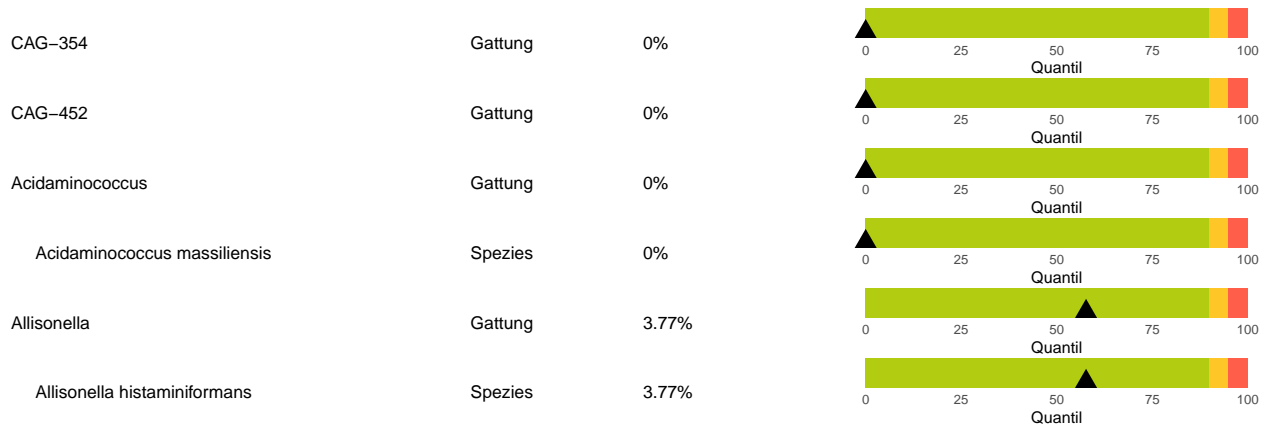 CAG−354 Gattung 0%
0 25 50 75 100
Quantil
CAG−452 Gattung 0%
0 25 50 75 100
Quantil
Acidaminococcus Gattung 0%
0 25 50 75 100
Quantil
Acidaminococcus massiliensis Spezies 0%
0 25 50 75 100
Quantil
Allisonella Gattung 3.77%
0 25 50 75 100
Quantil
Allisonella histaminiformans Spezies 3.77%
0 25 50 75 100
Quantil